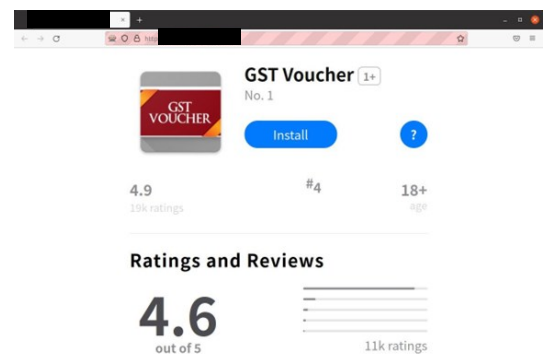 GST Voucher 1+
No. 1
GST
VOUCHER
Install
?
4.9
#4
18+
19k ratings
age
Ratings and Reviews
4.6
out of 5
11k ratings